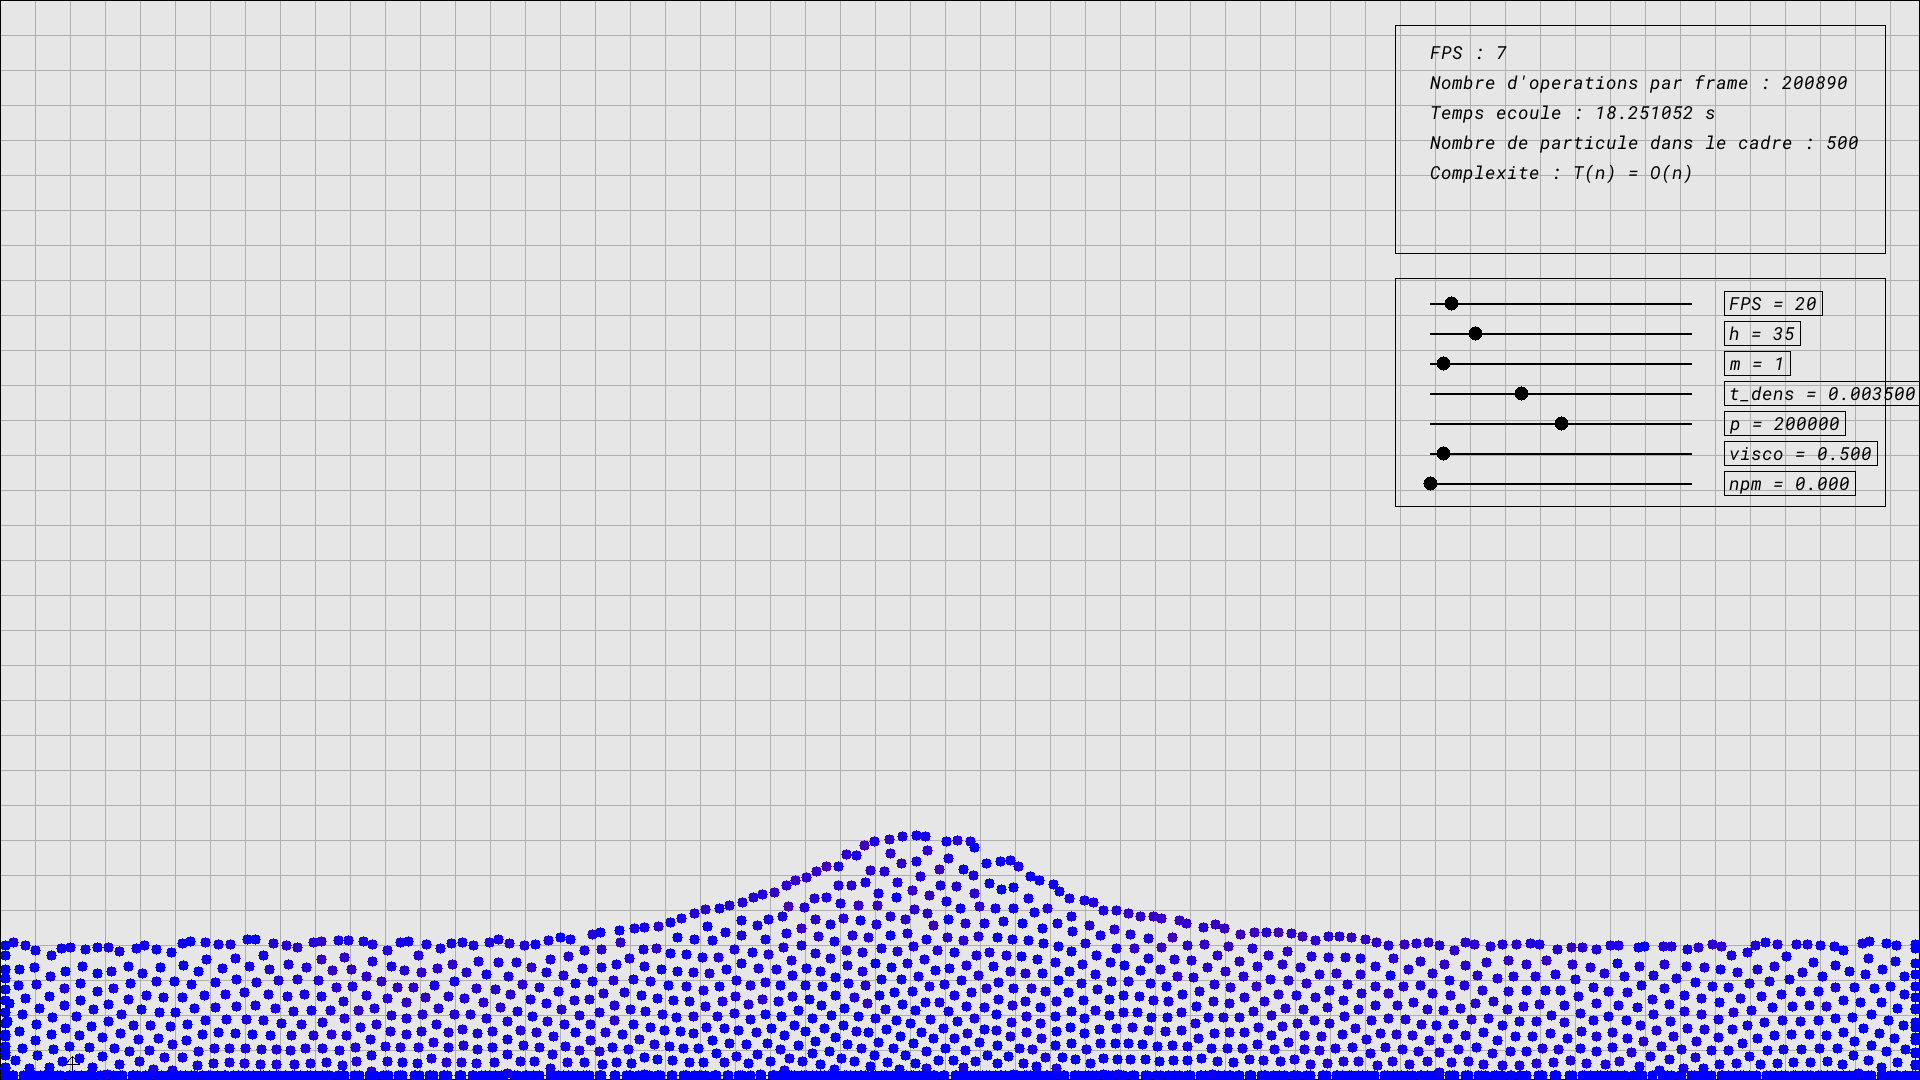 FPS : 7
Nombre d'operations par frame : 200890
Temps ecoule : 18.251052 s
Nombre de particule dans le cadre : 500
Complexite : T(n) = O(n)
FPS = 20
h = 35
m = 1
t_dens = 0.003500
p = 200000
visco = 0.500
npm = 0.000